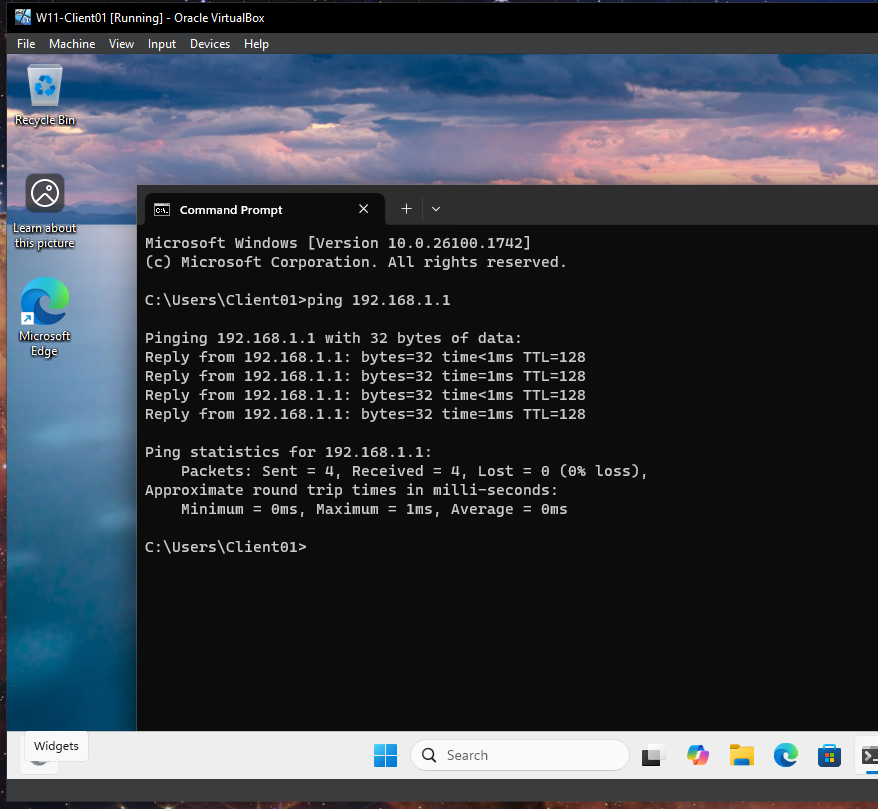 W11-Client01 [Running] - Oracle VirtualBox
File Machine View Input Devices Help
Recycle Bin
Learn about
this picture
Microsoft
Edge
Command Prompt
Microsoft Windows [Version 10.0.26100.1742]
(c) Microsoft Corporation. All rights reserved.
C:\Users\Client01>ping 192.168.1.1
Pinging 192.168.1.1 with 32 bytes of data:
Reply from 192.168.1.1: bytes=32 time<1ms TTL=128
Reply from 192.168.1.1: bytes=32 time=1ms TTL=128
Reply from 192.168.1.1: bytes=32 time<1ms TTL=128
Reply from 192.168.1.1: bytes=32 time=1ms TTL=128
Ping statistics for 192.168.1.1:
Packets: Sent = 4, Received = 4, Lost = 0 (0% loss),
Approximate round trip times in milli-seconds:
Minimum = 0ms, Maximum = 1ms, Average = 0ms
C:\Users\Client01>
Widgets
Search